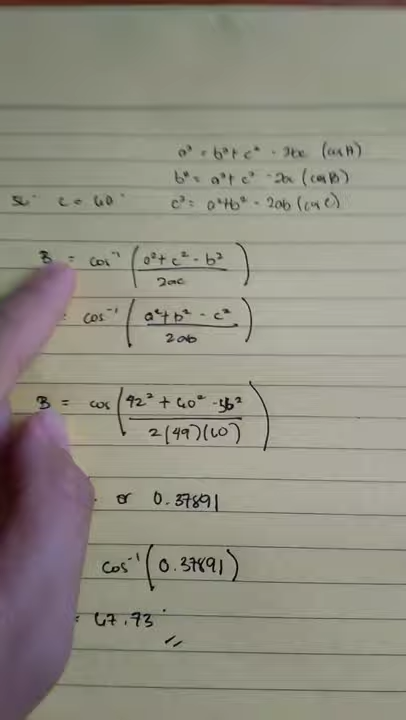 a² = b² + c² - 2bc (cos A)
b² = a² + c² - 2ac (cos B)
c = 60 c² = a² + b² - 2ab (cos C)
B = cos⁻¹ (a² + c² - b² / 2ac)
= cos⁻¹ (a² + b² - c² / 2ab)
B = cos (42² + 60² - 56² / 2(49)(60))
or 0.37891
cos⁻¹ (0.37891)
= 67.73°